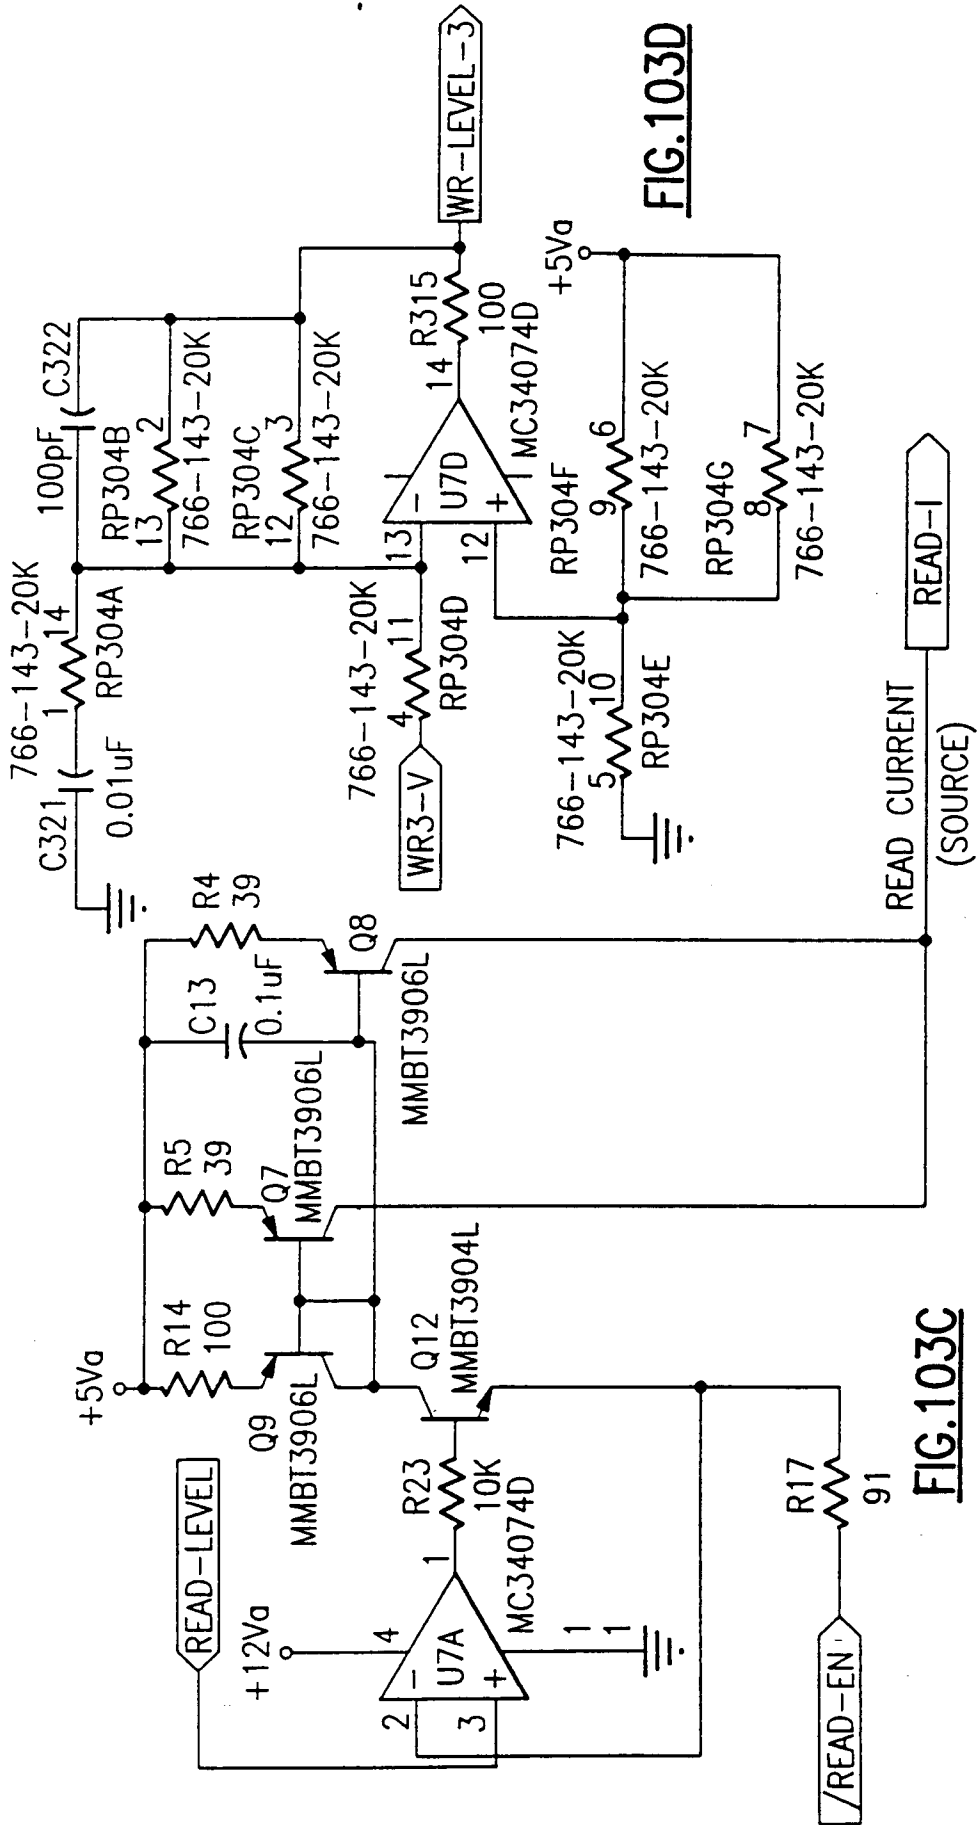 +5Va
R14
100
R5
39
C13
0.1uF
R4
39
Q9
MMBT3906L
Q7
MMBT3906L
Q8
MMBT3906L
READ-LEVEL
+12Va
4
2
3
-
+
U7A
1
MC34074D
1
1
R23
10K
Q12
MMBT3904L
R17
91
/READ-EN
READ CURRENT
(SOURCE)
READ-I
FIG.103C
C321
0.01uF
766-143-20K
1
14
RP304A
100pF
C322
RP304B
13
2
766-143-20K
RP304C
12
3
766-143-20K
766-143-20K
4
11
RP304D
WR3-V
13
12
-
+
U7D
14
MC34074D
R315
100
WR-LEVEL-3
766-143-20K
5
10
RP304E
RP304F
9
6
766-143-20K
RP304G
8
7
766-143-20K
+5Va
FIG.103D